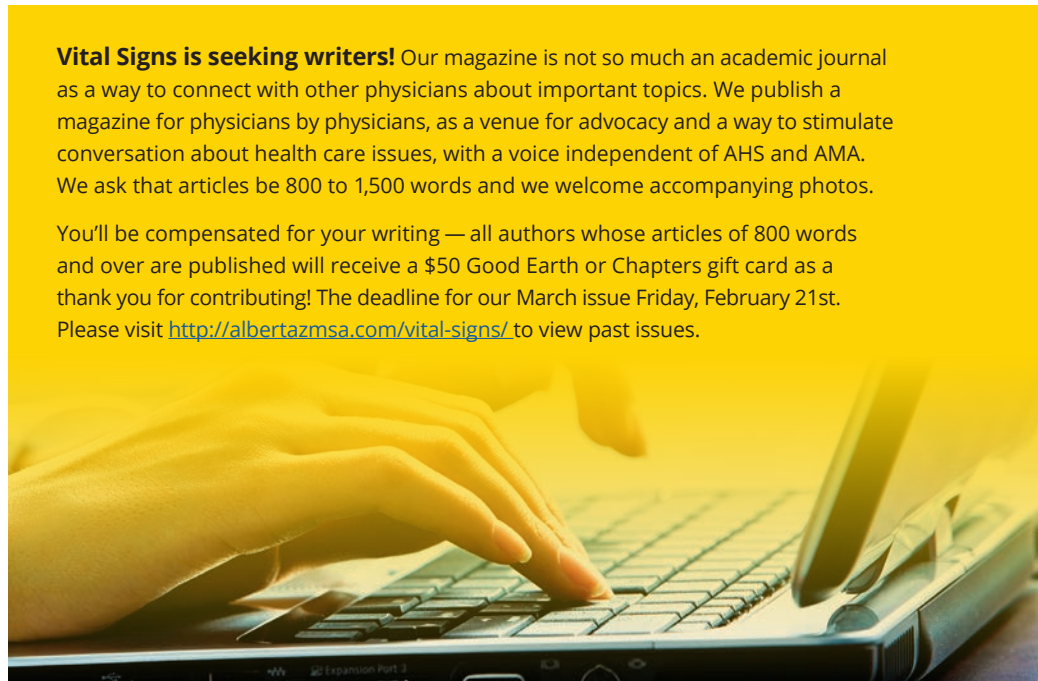 Vital Signs is seeking writers! Our magazine is not so much an academic journal
as a way to connect with other physicians about important topics. We publish a
magazine for physicians by physicians, as a venue for advocacy and a way to stimulate
conversation about health care issues, with a voice independent of AHS and AMA.
We ask that articles be 800 to 1,500 words and we welcome accompanying photos.
You’ll be compensated for your writing — all authors whose articles of 800 words
and over are published will receive a $50 Good Earth or Chapters gift card as a
thank you for contributing! The deadline for our March issue Friday, February 21st.
Please visit http://albertazmsa.com/vital-signs/ to view past issues.
Expansion Port 3